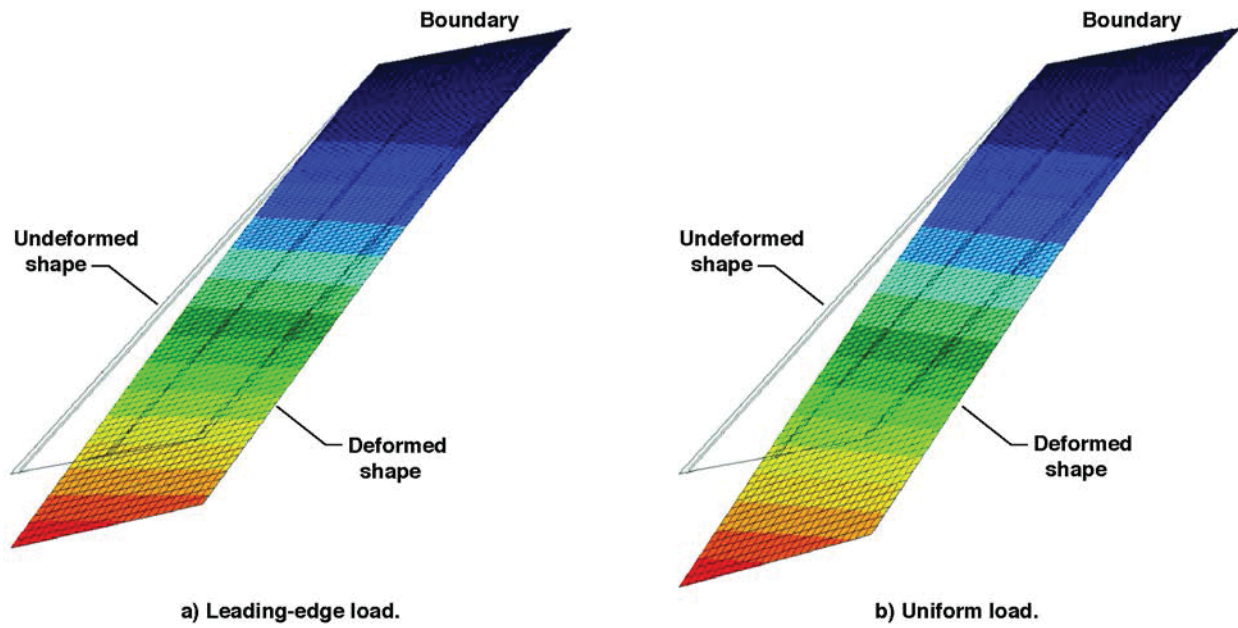 Boundary
Undeformed
shape
Deformed
shape
a) Leading-edge load.
Boundary
Undeformed
shape
Deformed
shape
b) Uniform load.